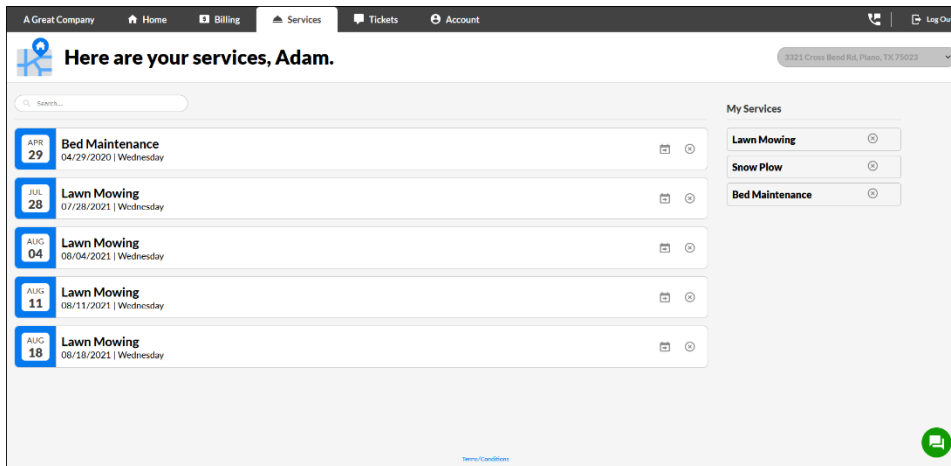 A Great Company Home Billing Services Tickets Account Log Out
Here are your services, Adam.
3321 Cross Bend Rd, Plano, TX 75023
Search...
My Services
APR
29
Bed Maintenance
04/29/2020 | Wednesday
JUL
28
Lawn Mowing
07/28/2021 | Wednesday
AUG
04
Lawn Mowing
08/04/2021 | Wednesday
AUG
11
Lawn Mowing
08/11/2021 | Wednesday
AUG
18
Lawn Mowing
08/18/2021 | Wednesday
Lawn Mowing
Snow Plow
Bed Maintenance
Terms/Conditions